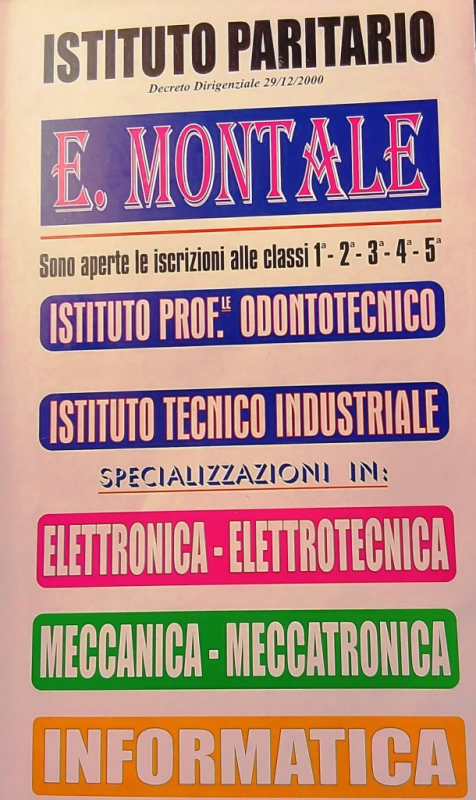 ISTITUTO PARITARIO
Decreto Dirigenziale 29/12/2000
E. MONTALE
Sono aperte le iscrizioni alle classi 1ª - 2ª - 3ª - 4ª - 5ª
ISTITUTO PROF.LE ODONTOTECNICO
ISTITUTO TECNICO INDUSTRIALE
SPECIALIZZAZIONI IN:
ELETTRONICA - ELETTROTECNICA
MECCANICA - MECCATRONICA
INFORMATICA